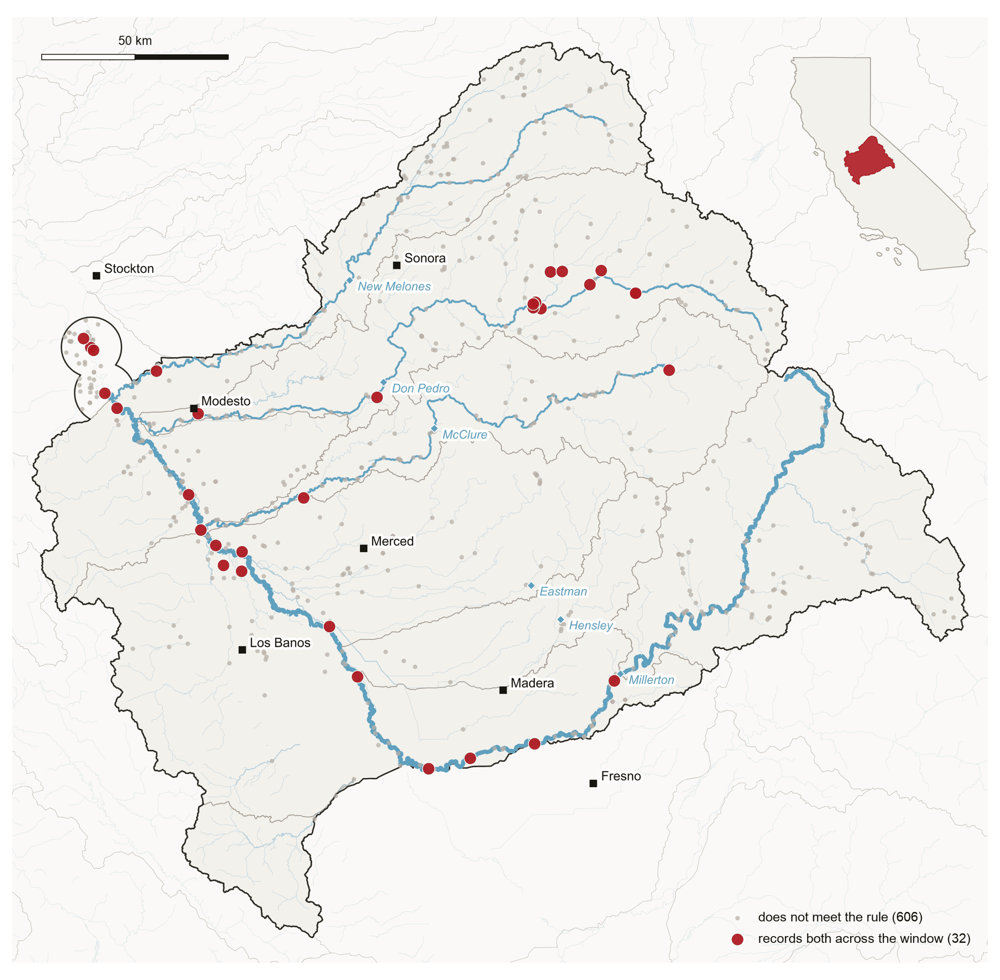 50 km
Stockton
Sonora
New Melones
Don Pedro
Modesto
McClure
Merced
Eastman
Hensley
Los Banos
Millerton
Madera
Fresno
does not meet the rule (606)
records both across the window (32)